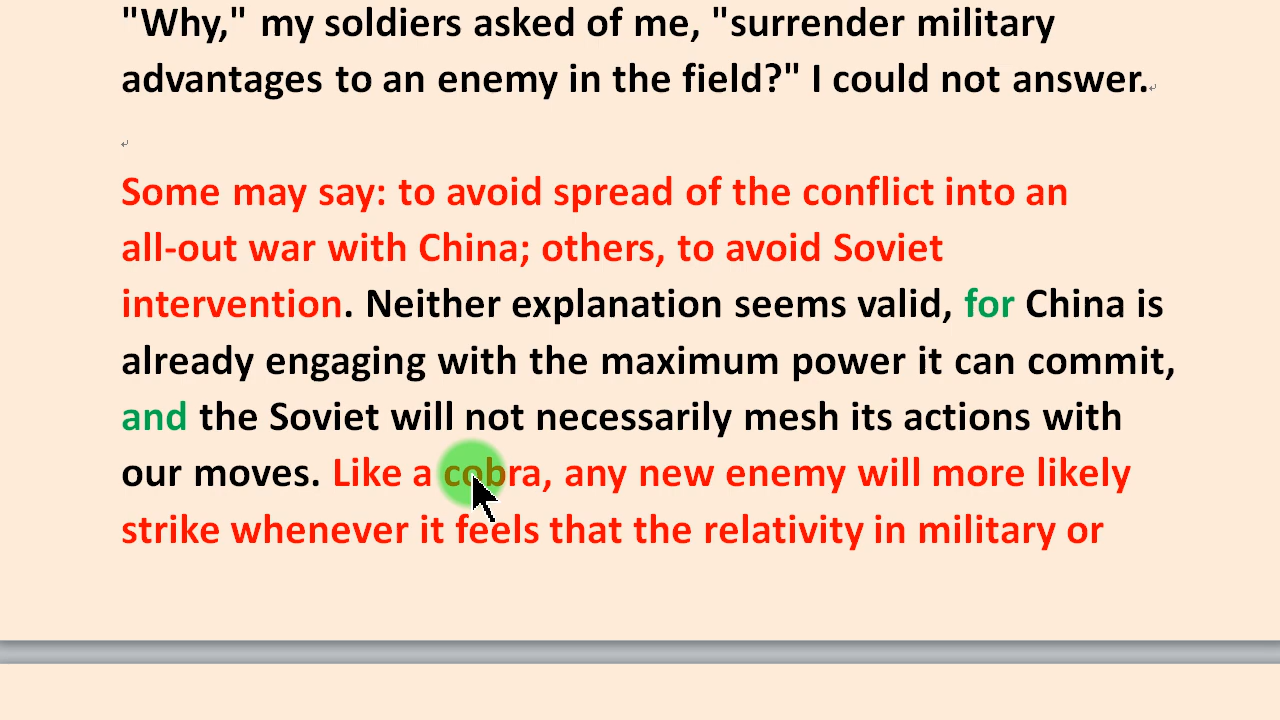 "Why," my soldiers asked of me, "surrender military
advantages to an enemy in the field?" I could not answer.
Some may say: to avoid spread of the conflict into an
all-out war with China; others, to avoid Soviet
intervention. Neither explanation seems valid, for China is
already engaging with the maximum power it can commit,
and the Soviet will not necessarily mesh its actions with
our moves. Like a cobra, any new enemy will more likely
strike whenever it feels that the relativity in military or